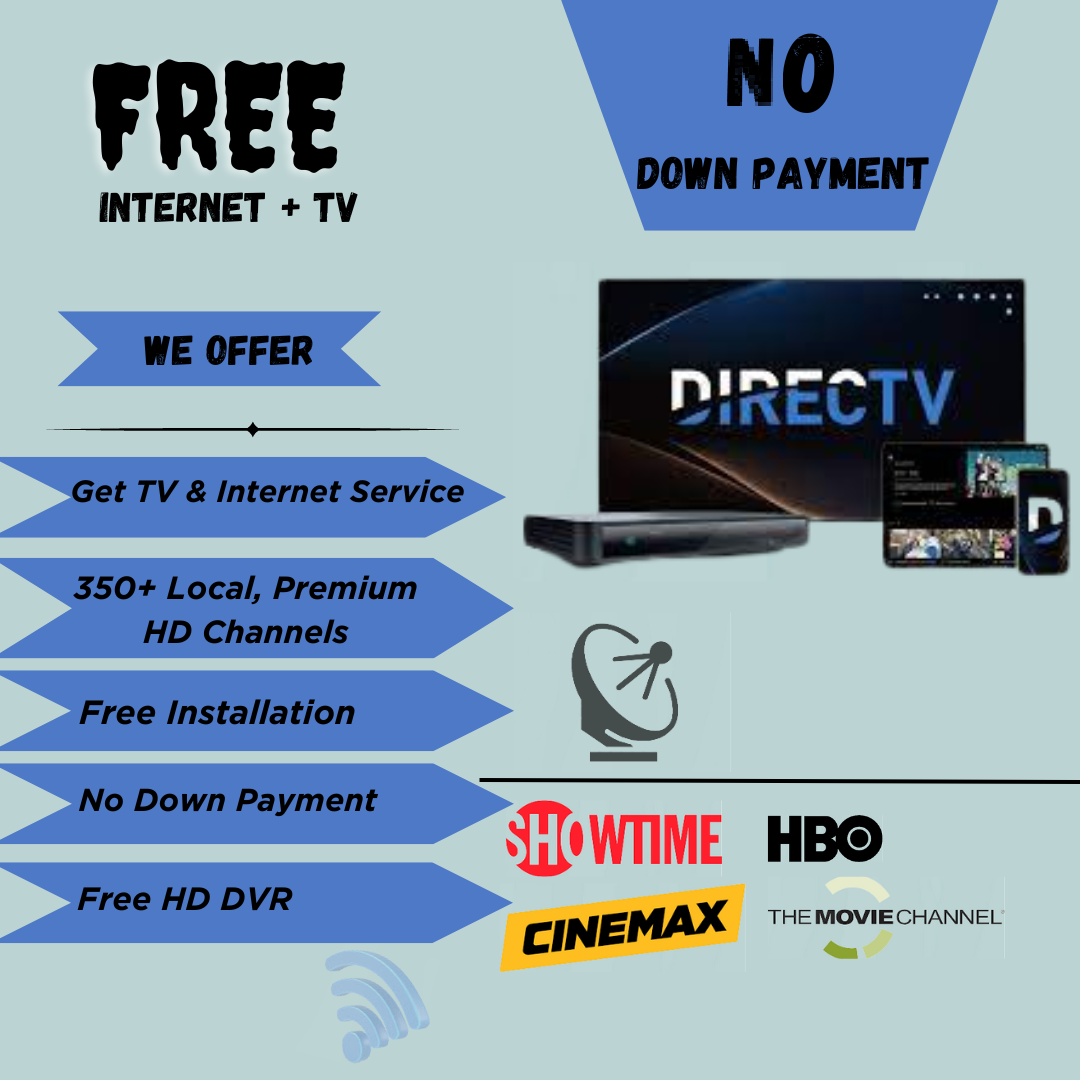 FREE
INTERNET + TV
NO
DOWN PAYMENT
WE OFFER
DIRECTV
Get TV & Internet Service
350+ Local, Premium
HD Channels
Free Installation
No Down Payment
Free HD DVR
SHOWTIME
HBO
CINEMAX
THE MOVIE CHANNEL